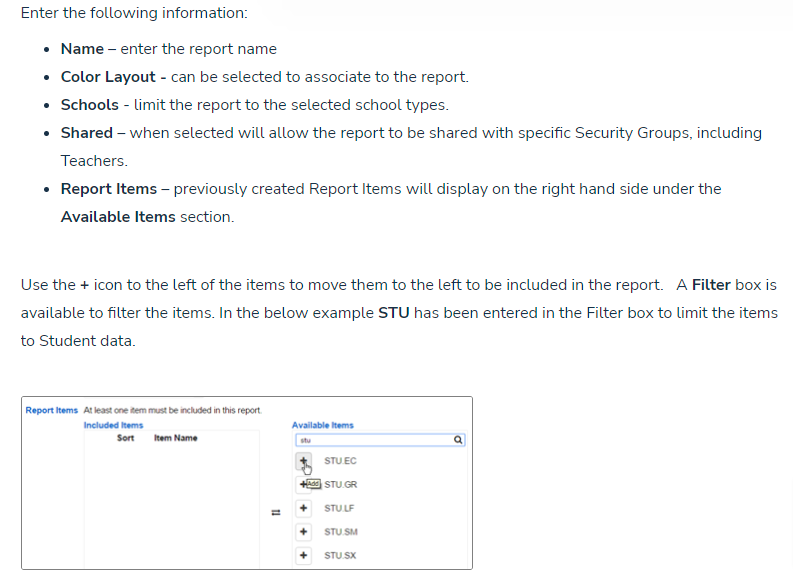 Enter the following information:
• Name – enter the report name
• Color Layout - can be selected to associate to the report.
• Schools - limit the report to the selected school types.
• Shared – when selected will allow the report to be shared with specific Security Groups, including
Teachers.
• Report Items – previously created Report Items will display on the right hand side under the
Available Items section.
Use the + icon to the left of the items to move them to the left to be included in the report. A Filter box is
available to filter the items. In the below example STU has been entered in the Filter box to limit the items
to Student data.
Report Items At least one item must be included in this report.
Included Items Available Items
Sort Item Name
stu
+ STU.EC
+ Add STU.GR
+ STU.LF
+ STU.SM
+ STU.SX